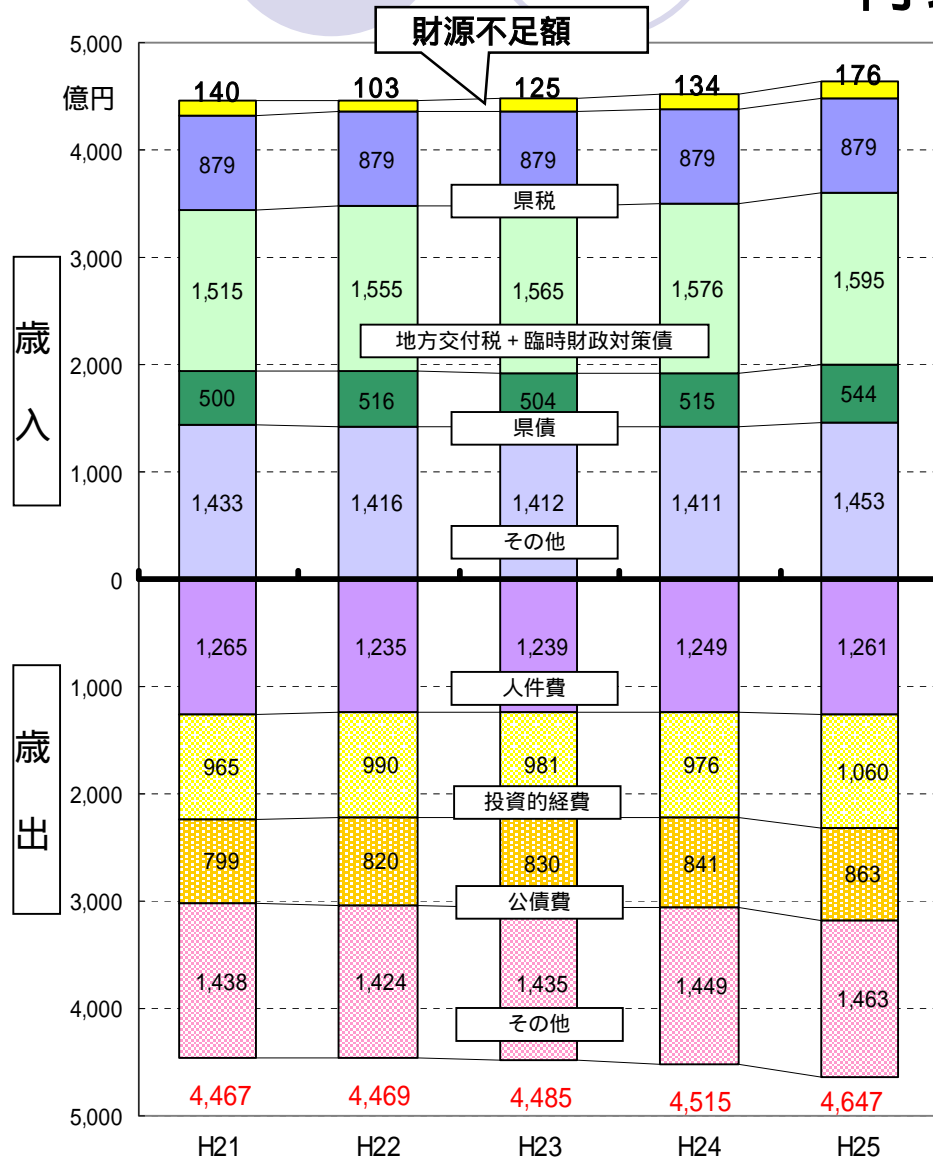 財源不足額
5,000
億円
4,000
3,000
2,000
1,000
0
1,000
2,000
3,000
4,000
5,000
歳入
歳出
140 103 125 134 176
879 879 879 879 879
県税
1,515 1,555 1,565 1,576 1,595
地方交付税+臨時財政対策債
500 516 504 515 544
県債
1,433 1,416 1,412 1,411 1,453
その他
1,265 1,235 1,239 1,249 1,261
人件費
965 990 981 976 1,060
投資的経費
799 820 830 841 863
公債費
1,438 1,424 1,435 1,449 1,463
その他
4,467 4,469 4,485 4,515 4,647
H21 H22 H23 H24 H25